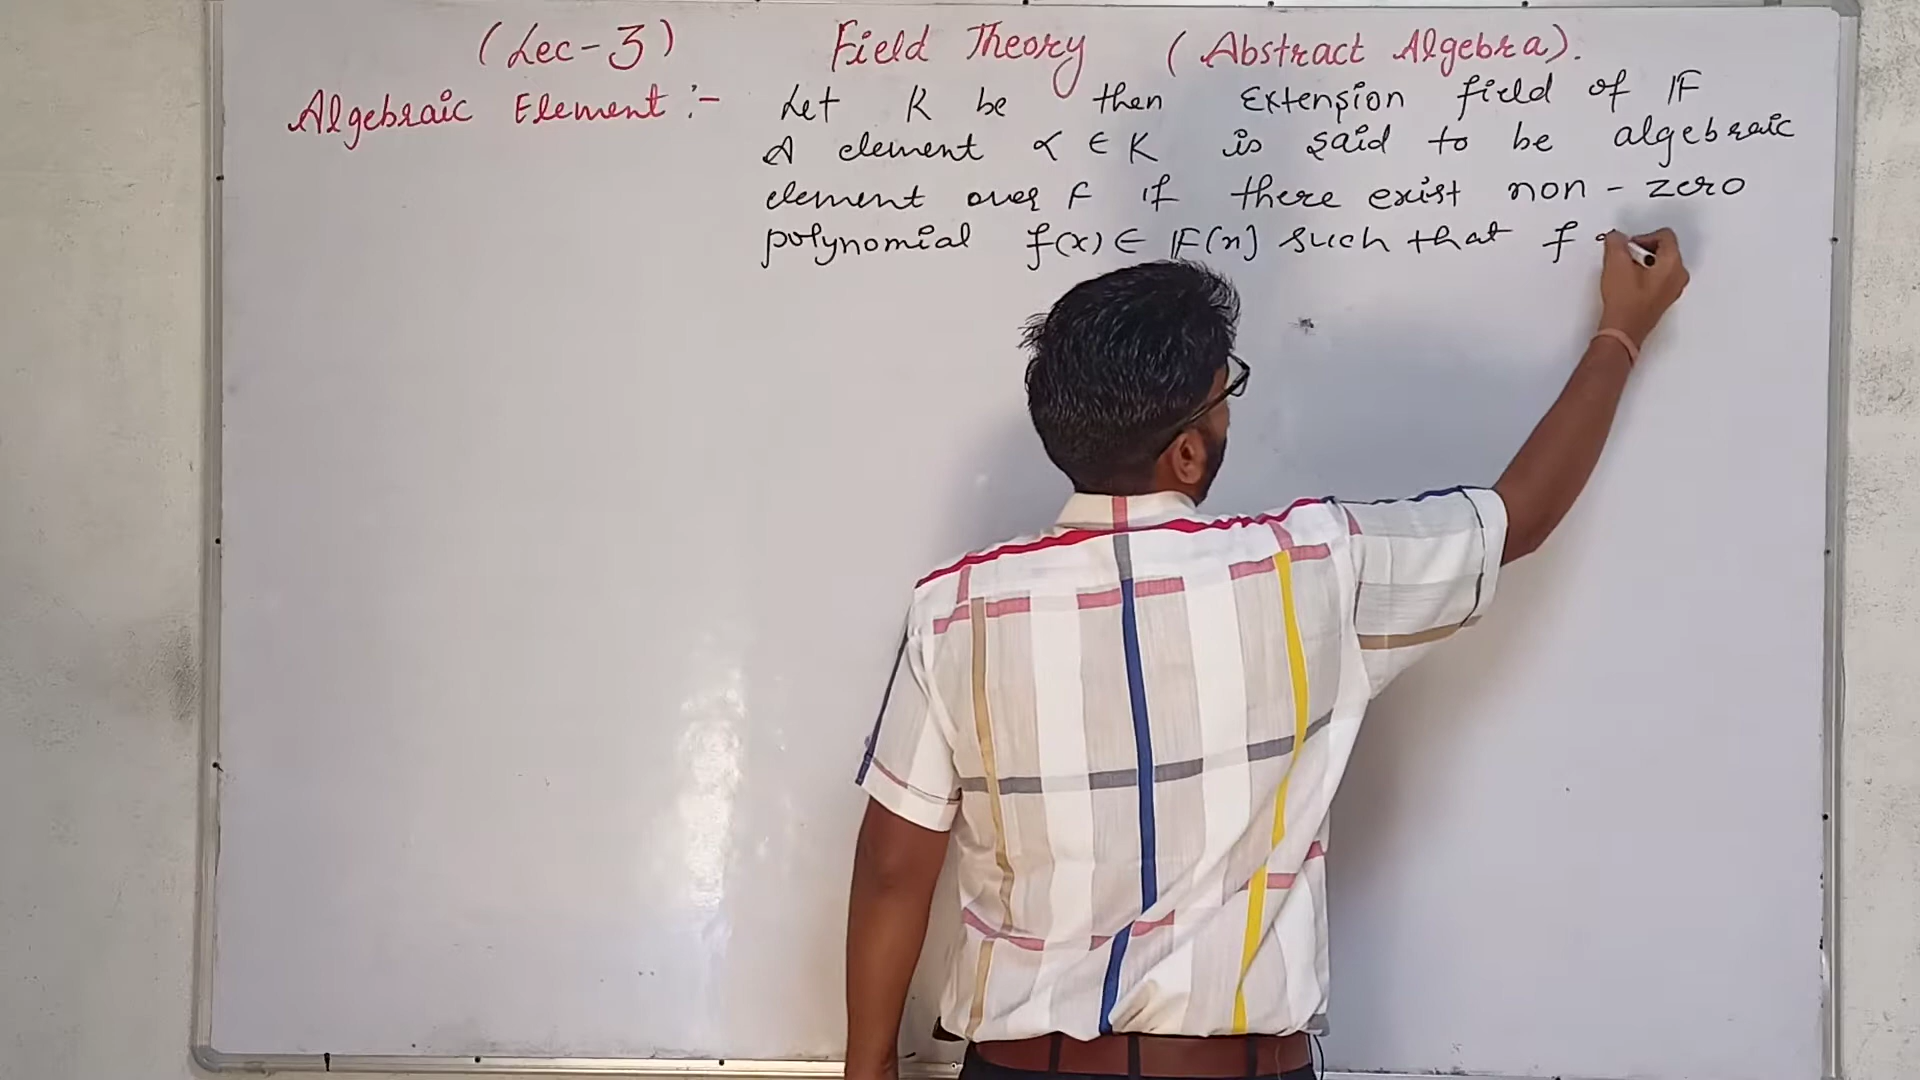 (Lec-3) Field Theory (Abstract Algebra).
Algebraic Element :- Let K be then Extension field of F
A element α ∈ K is said to be algebraic
element over F if there exist non-zero
polynomial f(x) ∈ F[x] such that f